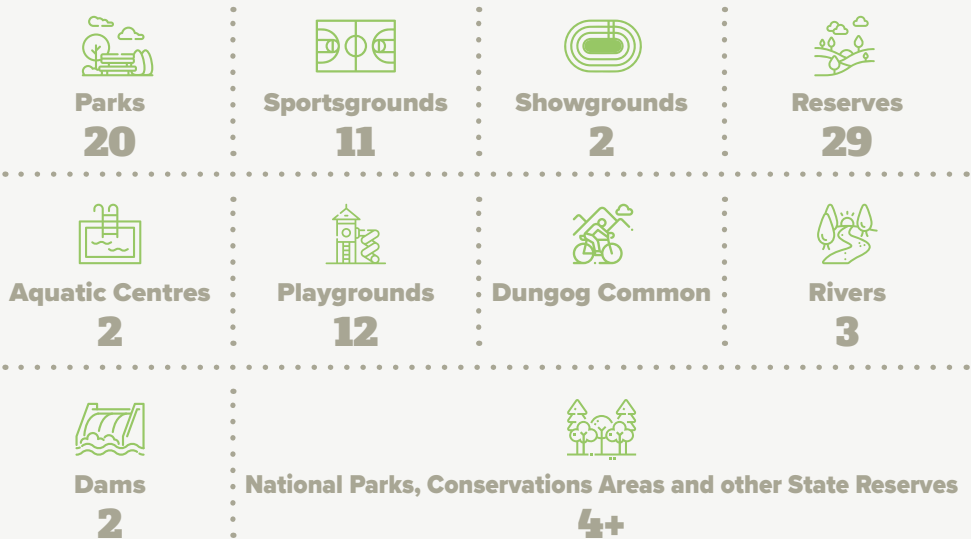 Parks
20
Sportsgrounds
11
Showgrounds
2
Reserves
29
Aquatic Centres
2
Playgrounds
12
Dungog Common
Rivers
3
Dams
2
National Parks, Conservations Areas and other State Reserves
4+